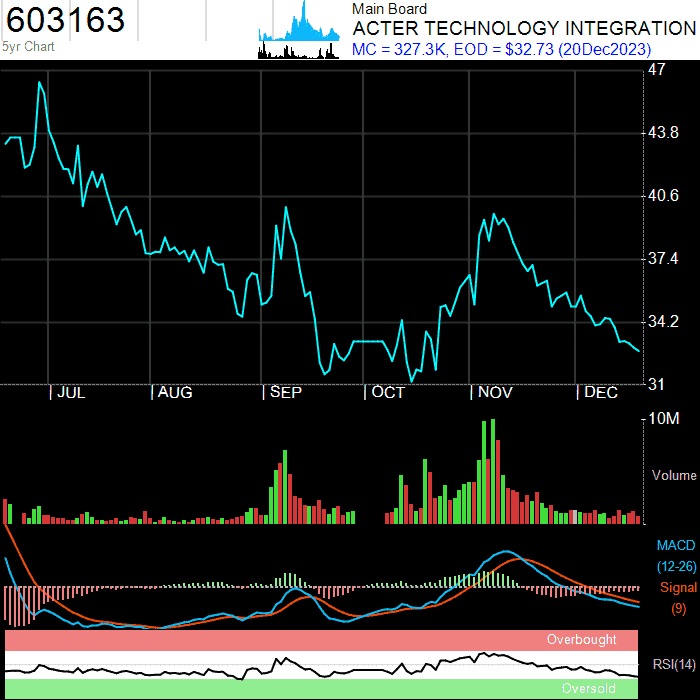 603163
5yr Chart
Main Board
ACTER TECHNOLOGY INTEGRATION
MC = 327.3K, EOD = $32.73 (20Dec2023)
47
43.8
40.6
37.4
34.2
31
JUL AUG SEP OCT NOV DEC
10M
Volume
MACD
(12-26)
Signal
(9)
Overbought
RSI(14)
Oversold